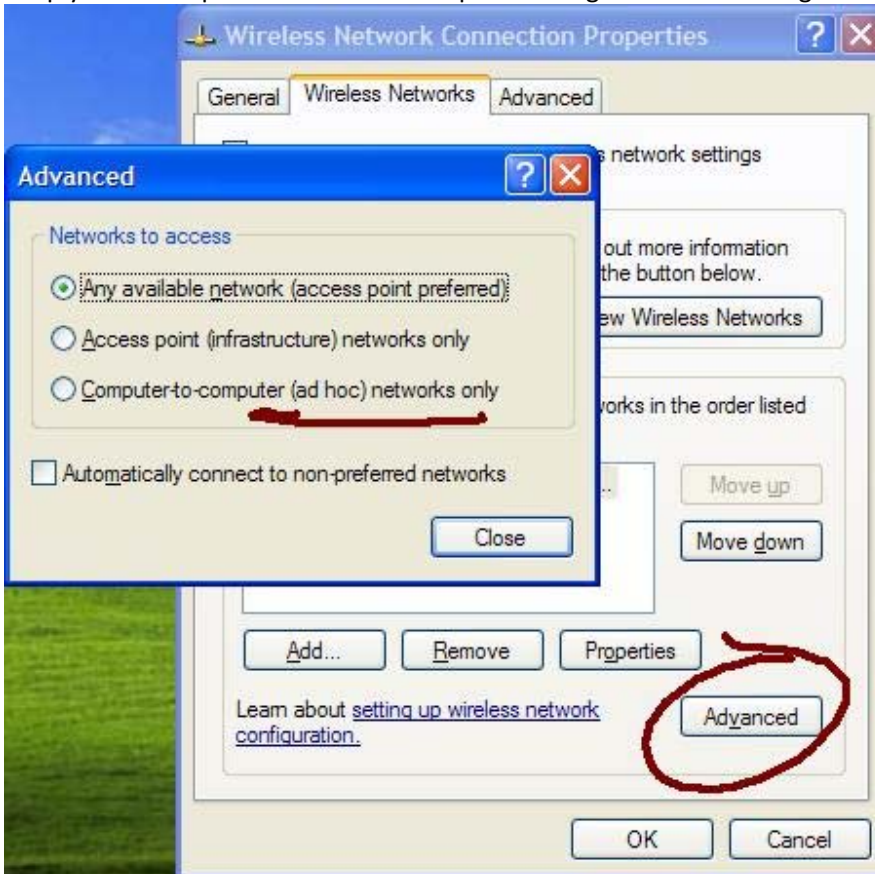 Wireless Network Connection Properties
General Wireless Networks Advanced
network settings
Advanced
Networks to access
out more information
the button below.
Any available network (access point preferred)
Wireless Networks
Access point (infrastructure) networks only
Computer-to-computer (ad hoc) networks only
in the order listed
Automatically connect to non-preferred networks
..
Move up
Close
Move down
Add... Remove Properties
Learn about setting up wireless network
configuration.
Advanced
OK Cancel